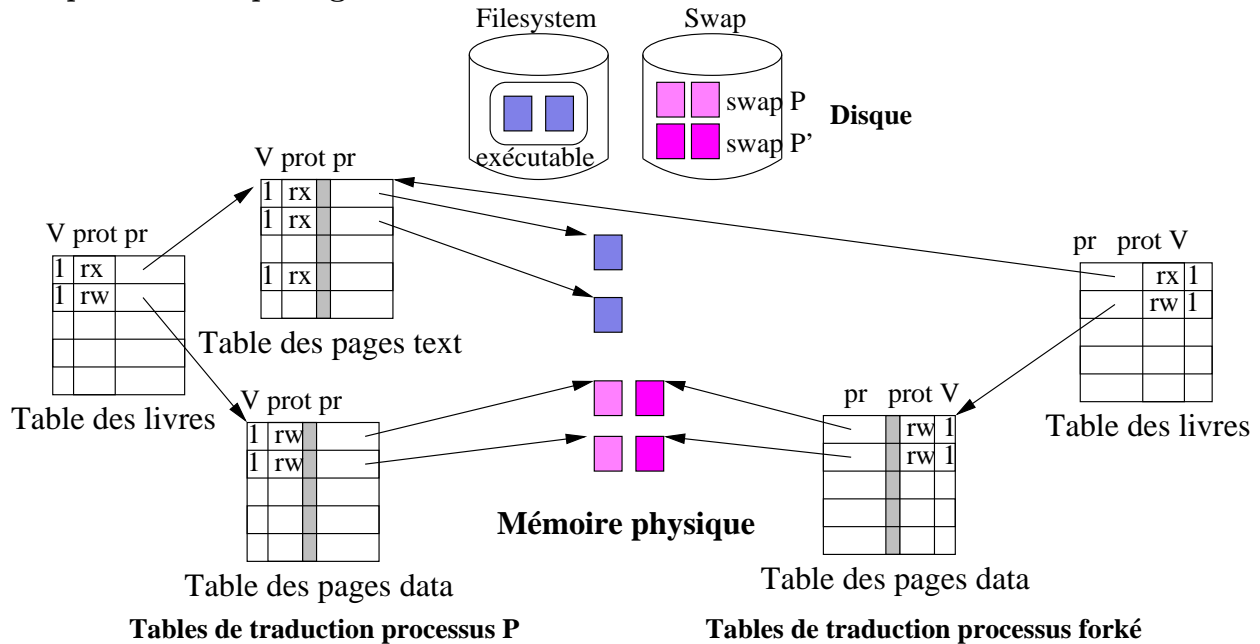 Filesystem
Swap
swap P
swap P'
Disque
exécutable
V prot pr
1 rx
1 rx
1 rx
Table des pages text
V prot pr
1 rx
1 rw
Table des livres
pr prot V
rx 1
rw 1
Table des livres
V prot pr
1 rw
1 rw
Table des pages data
Mémoire physique
pr prot V
rw 1
rw 1
Table des pages data
Tables de traduction processus P
Tables de traduction processus forké